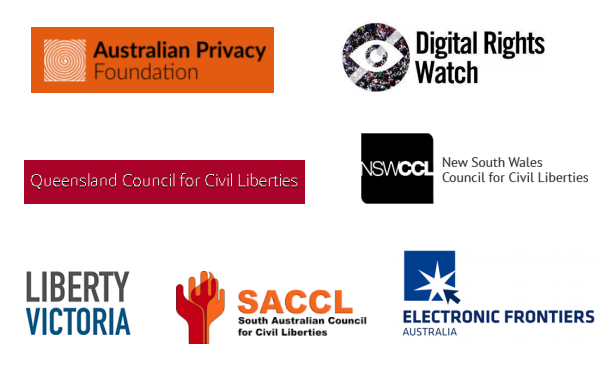 Australian Privacy
Foundation
Digital Rights
Watch
Queensland Council for Civil Liberties
NSWCCL
New South Wales
Council for Civil Liberties
LIBERTY
VICTORIA
SACCL
South Australian Council
for Civil Liberties
ELECTRONIC FRONTIERS
AUSTRALIA